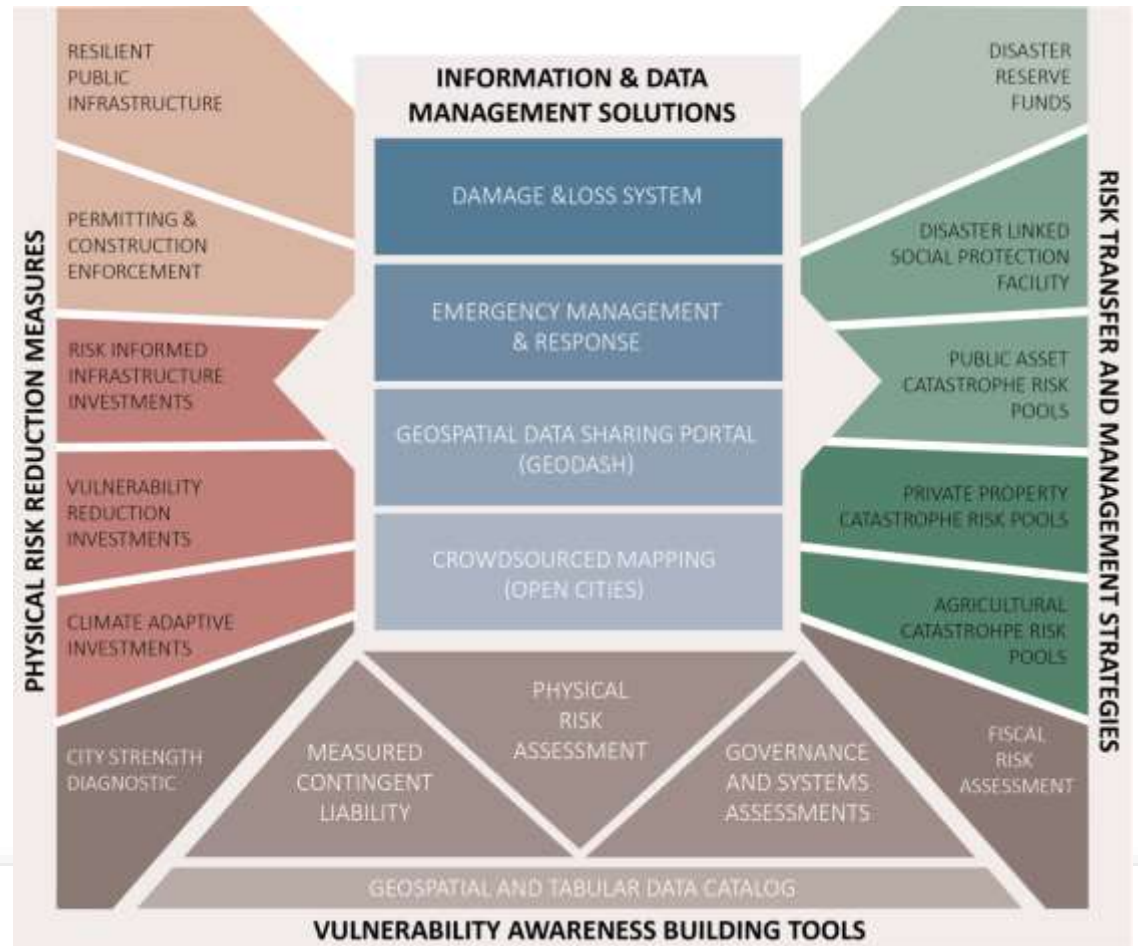 INFORMATION & DATA
MANAGEMENT SOLUTIONS
DAMAGE &LOSS SYSTEM
EMERGENCY MANAGEMENT
& RESPONSE
GEOSPATIAL DATA SHARING PORTAL
(GEODASH)
CROWDSOURCED MAPPING
(OPEN CITIES)
PHYSICAL RISK REDUCTION MEASURES
RESILIENT
PUBLIC
INFRASTRUCTURE
PERMITTING &
CONSTRUCTION
ENFORCEMENT
RISK INFORMED
INFRASTRUCTURE
INVESTMENTS
VULNERABILITY
REDUCTION
INVESTMENTS
CLIMATE ADAPTIVE
INVESTMENTS
RISK TRANSFER AND MANAGEMENT STRATEGIES
DISASTER
RESERVE
FUNDS
DISASTER LINKED
SOCIAL PROTECTION
FACILITY
PUBLIC ASSET
CATASTROPHE RISK
POOLS
PRIVATE PROPERTY
CATASTROPHE RISK POOLS
AGRICULTURAL
CATASTROHPE RISK
POOLS
CITY STRENGTH
DIAGNOSTIC
MEASURED
CONTINGENT
LIABILITY
PHYSICAL
RISK
ASSESSMENT
GOVERNANCE
AND SYSTEMS
ASSESSMENTS
FISCAL
RISK
ASSESSMENT
GEOSPATIAL AND TABULAR DATA CATALOG
VULNERABILITY AWARENESS BUILDING TOOLS